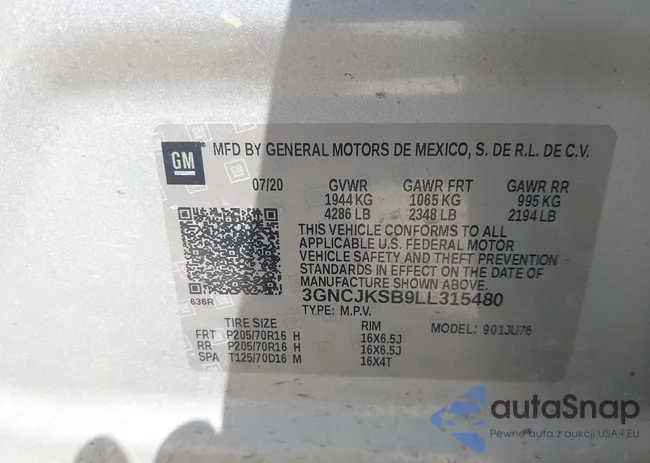 GM
MFD BY GENERAL MOTORS DE MEXICO, S. DE R.L. DE C.V.
07/20 GVWR GAWR FRT GAWR RR
1944 KG 1065 KG 995 KG
4286 LB 2348 LB 2194 LB
THIS VEHICLE CONFORMS TO ALL
APPLICABLE U.S. FEDERAL MOTOR
VEHICLE SAFETY AND THEFT PREVENTION
STANDARDS IN EFFECT ON THE DATE OF
MANUFACTURE SHOWN ABOVE.
636R
3GNCJKSB9LL315480
TYPE: M.P.V.
TIRE SIZE RIM MODEL: 901JU76
FRT P205/70R16 H 16X6.5J
RR P205/70R16 H 16X6.5J
SPA T125/70D16 M 16X4T
autaSnap
Pewne auta z aukcji USA i EU